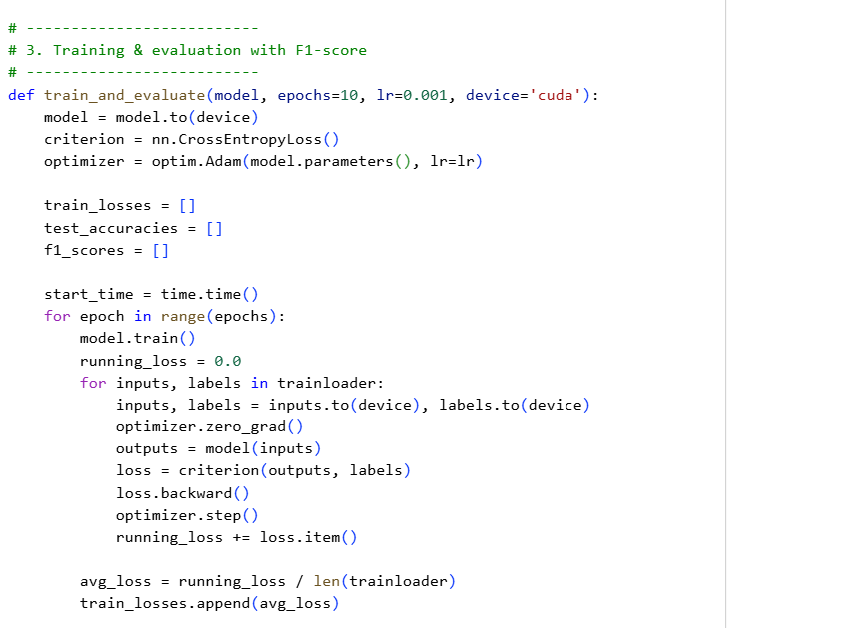 # --------------------------
# 3. Training & evaluation with F1-score
# --------------------------
def train_and_evaluate(model, epochs=10, lr=0.001, device='cuda'):
    model = model.to(device)
    criterion = nn.CrossEntropyLoss()
    optimizer = optim.Adam(model.parameters(), lr=lr)

    train_losses = []
    test_accuracies = []
    f1_scores = []

    start_time = time.time()
    for epoch in range(epochs):
        model.train()
        running_loss = 0.0
        for inputs, labels in trainloader:
            inputs, labels = inputs.to(device), labels.to(device)
            optimizer.zero_grad()
            outputs = model(inputs)
            loss = criterion(outputs, labels)
            loss.backward()
            optimizer.step()
            running_loss += loss.item()

        avg_loss = running_loss / len(trainloader)
        train_losses.append(avg_loss)